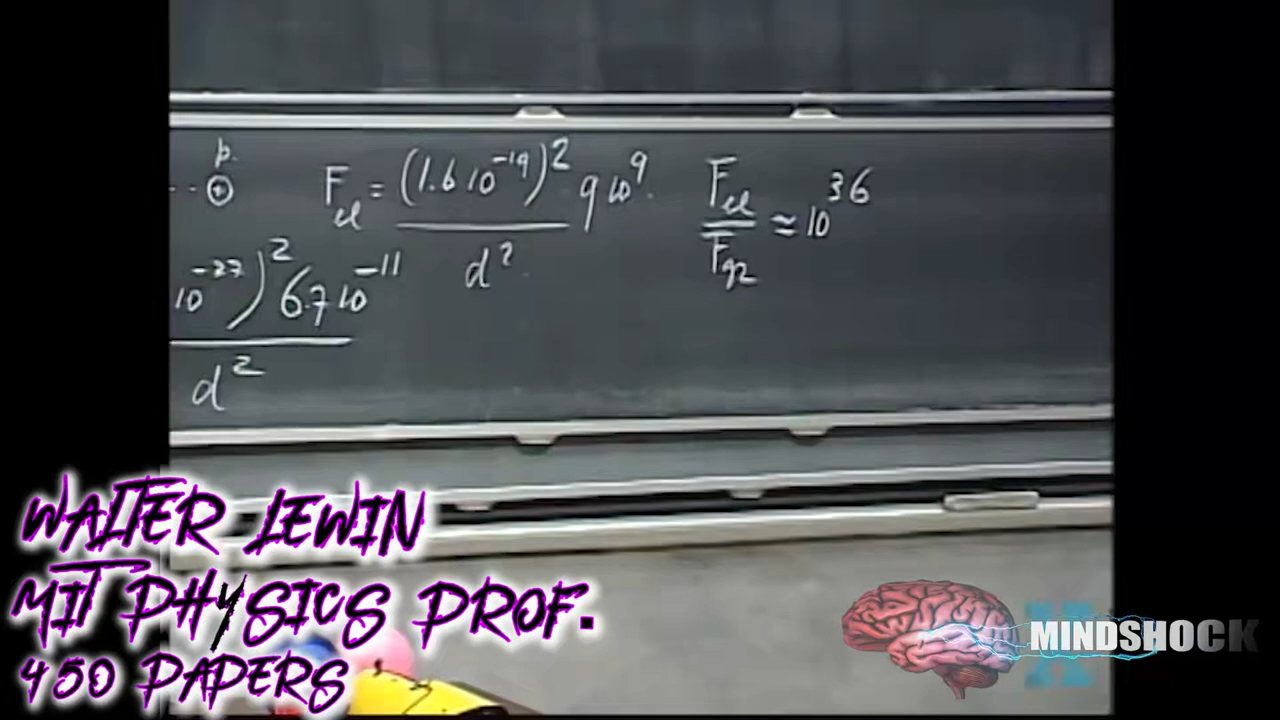 p.
F_el = (1.6 10^-19)^2 9 10^9.
d^2
F_el
≈ 10^36
F_gr
10^-27)^2 6.7 10^-11
d^2
WALTER LEWIN
MIT PHYSICS PROF.
450 PAPERS
MINDSHOCK